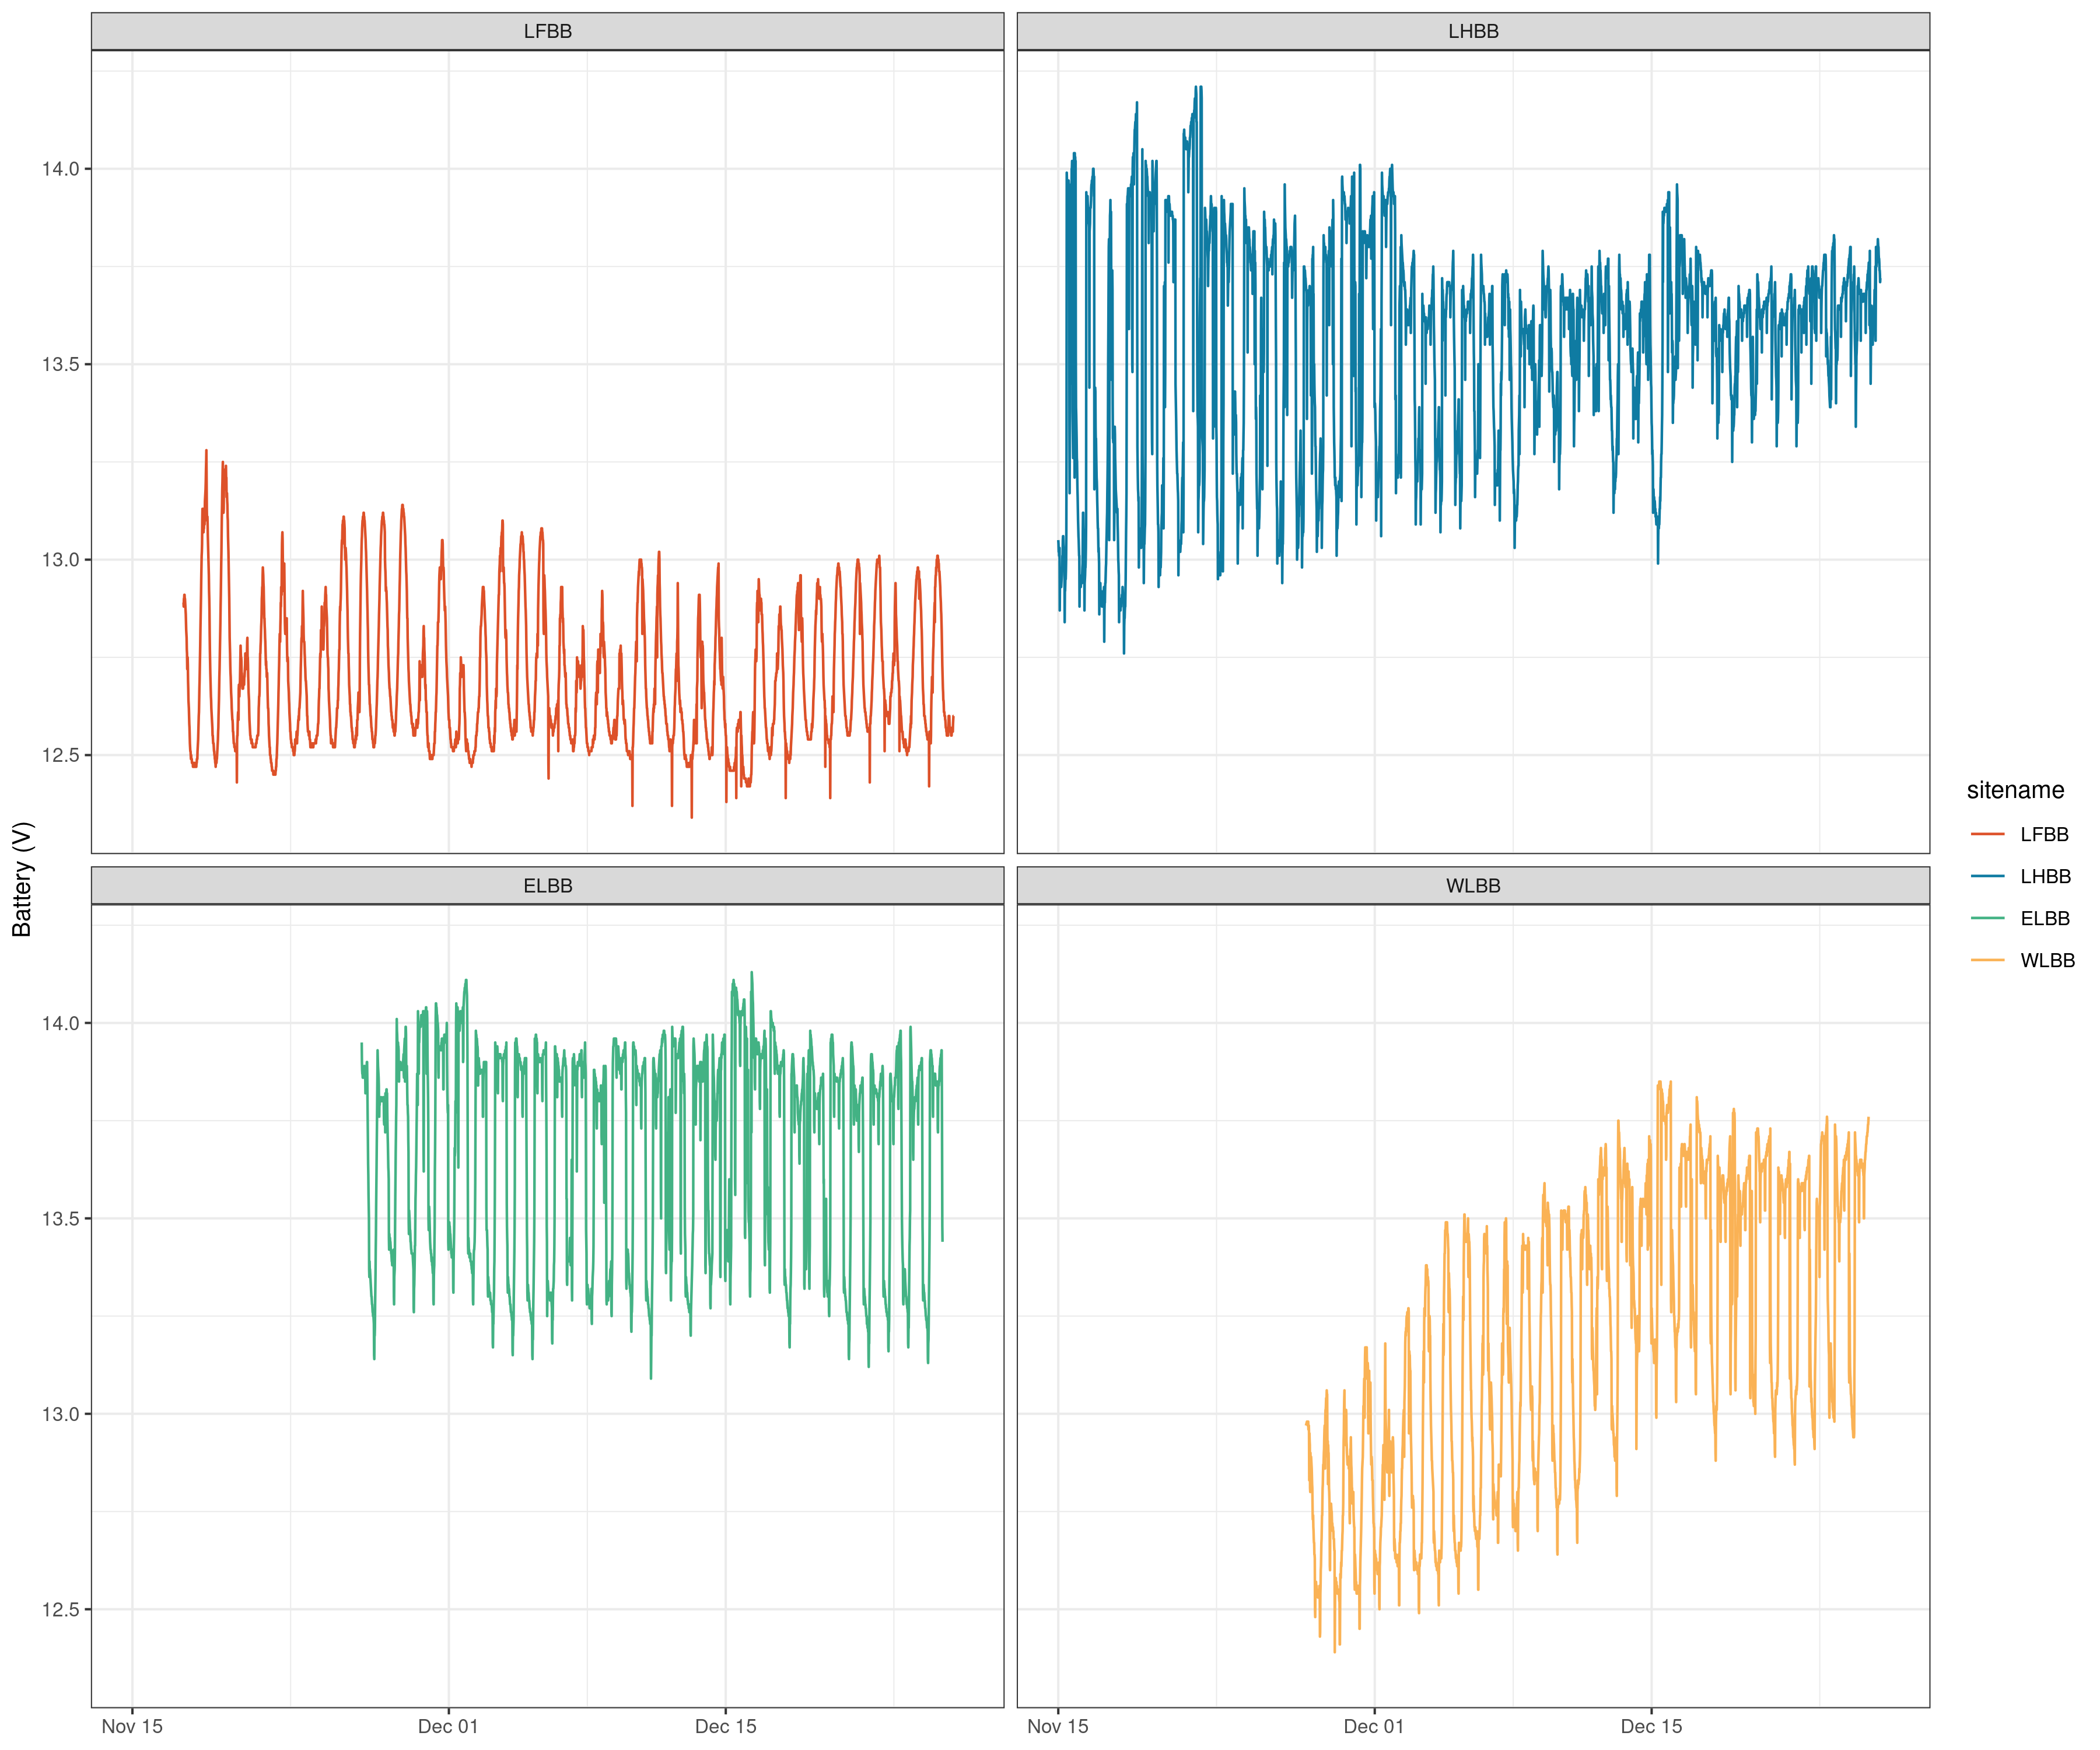 LFBB
LHBB
14.0
13.5
13.0
12.5
ELBB
WLBB
14.0
13.5
13.0
12.5
Nov 15
Dec 01
Dec 15
Nov 15
Dec 01
Dec 15
Battery (V)
sitename
LFBB
LHBB
ELBB
WLBB